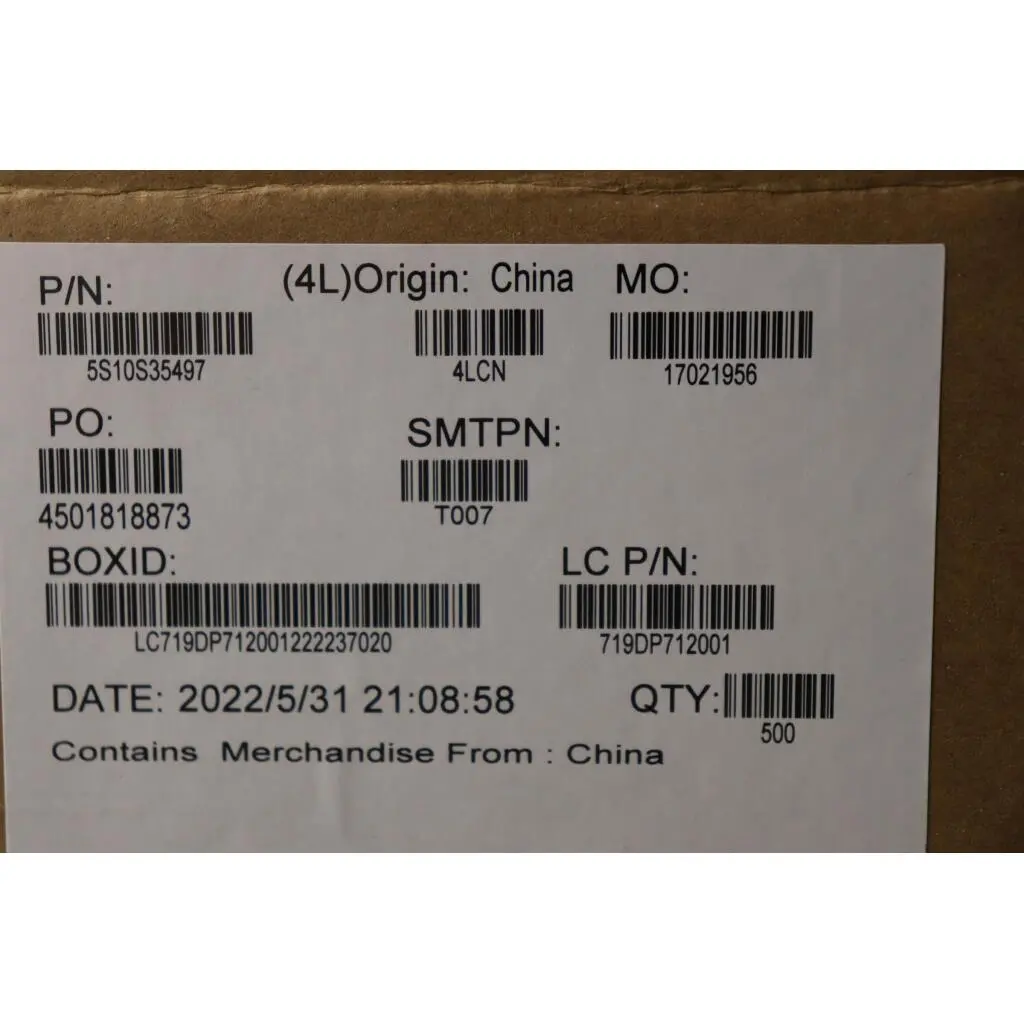 P/N: (4L)Origin: China MO:
5S10S35497 4LCN 17021956
PO: SMTPN:
4501818873 T007
BOXID: LC P/N:
LC719DP712001222237020 719DP712001
DATE: 2022/5/31 21:08:58 QTY:
500
Contains Merchandise From : China